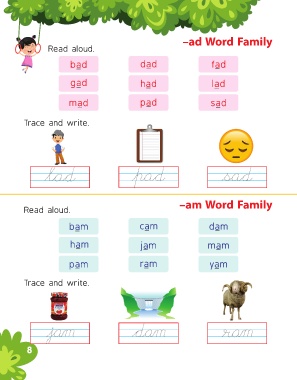 –ad Word Family
Read aloud.
bad dad fad
gad had lad
mad pad sad
Trace and write.
lad pad sad
–am Word Family
Read aloud.
bam cam dam
ham jam mam
pam ram yam
Trace and write.
jam dam ram
8